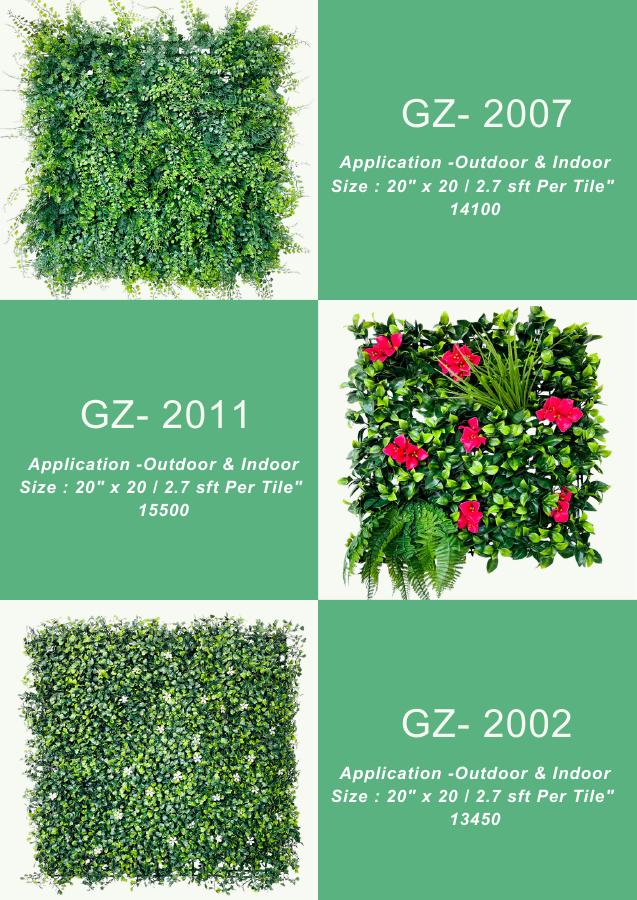 GZ- 2007
Application -Outdoor & Indoor
Size : 20" x 20 / 2.7 sft Per Tile"
14100
GZ- 2011
Application -Outdoor & Indoor
Size : 20" x 20 / 2.7 sft Per Tile"
15500
GZ- 2002
Application -Outdoor & Indoor
Size : 20" x 20 / 2.7 sft Per Tile"
13450